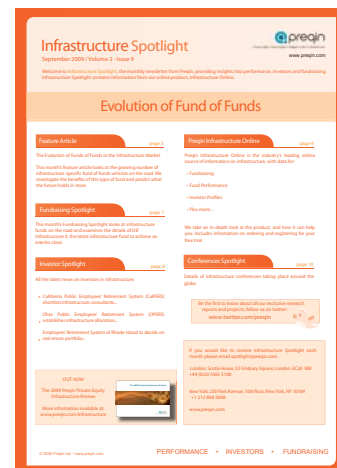 preqin
www.preqin.com
Infrastructure Spotlight
September 2009 / Volume 2 - Issue 9
Welcome to Infrastructure Spotlight, the monthly newsletter from Preqin, providing insights into performance, investors and fundraising.
Infrastructure Spotlight contains information from our online product, Infrastructure Online.
Evolution of Fund of Funds
Feature Article
page 3
The Evolution of Funds of Funds in the Infrastructure Market
This months feature article looks at the growing number of
infrastructure specific fund of funds vehicles on the road. We
investigate the benefits of this type of fund and predict what
the future holds in store.
Fundraising Spotlight
page 7
This month's Fundraising Spotlight looks at infrastructure
funds on the road and examines the details of DIF
Infrastructure II, the latest infrastructure fund to achieve an
interim close.
Investor Spotlight
page 8
All the latest news on investors in infrastructure:
• California Public Employees' Retirement System (CalPERS)
shortlists infrastructure consultants...
• Ohio Public Employees' Retirement System (OPERS)
establishes infrastructure allocation...
• Employees' Retirement System of Rhode Island to decide on
real return portfolio...
OUT NOW:
The 2009 Preqin Private Equity
Infrastructure Review
More information available at:
www.preqin.com/infrastructure
Preqin Infrastructure Online
page 9
Preqin Infrastructure Online is the industry's leading online
source of information on infrastructure, with data for:
- Fundraising
- Fund Performance
- Investor Profiles
- Plus more...
We take an in-depth look at the product, and how it can help
you. Includes information on ordering and registering for your
free trial.
Conferences Spotlight
page 10
Details of infrastructure conferences taking place around the
globe.
Be the first to know about all our exclusive research
reports and projects, follow us on twitter:
www.twitter.com/preqin
If you would like to receive Infrastructure Spotlight each
month please email spotlight@preqin.com
London: Scotia House, 33 Finsbury Square, London. EC2A 1BB
+44 (0)20 7065 5100
New York: 230 Park Avenue, 10th floor, New York, NY 10169
+1 212 808 3008
www.preqin.com
© 2009 Preqin Ltd. / www.preqin.com
PERFORMANCE • INVESTORS • FUNDRAISING